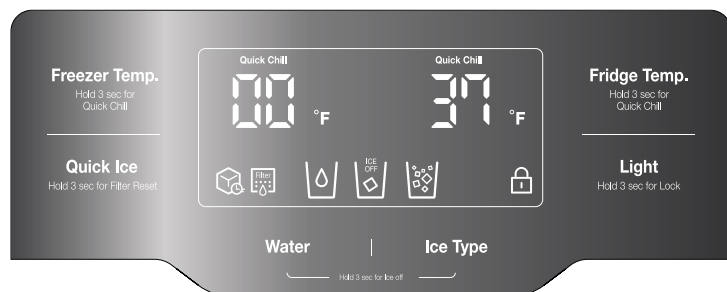 Freezer Temp.
Hold 3 sec for
Quick Chill
Quick Ice
Hold 3 sec for Filter Reset
Quick Chill
00 °F
Quick Chill
37 °F
Filter
ICE
OFF
Fridge Temp.
Hold 3 sec for
Quick Chill
Light
Hold 3 sec for Lock
Water | Ice Type
Hold 3 sec for Ice off